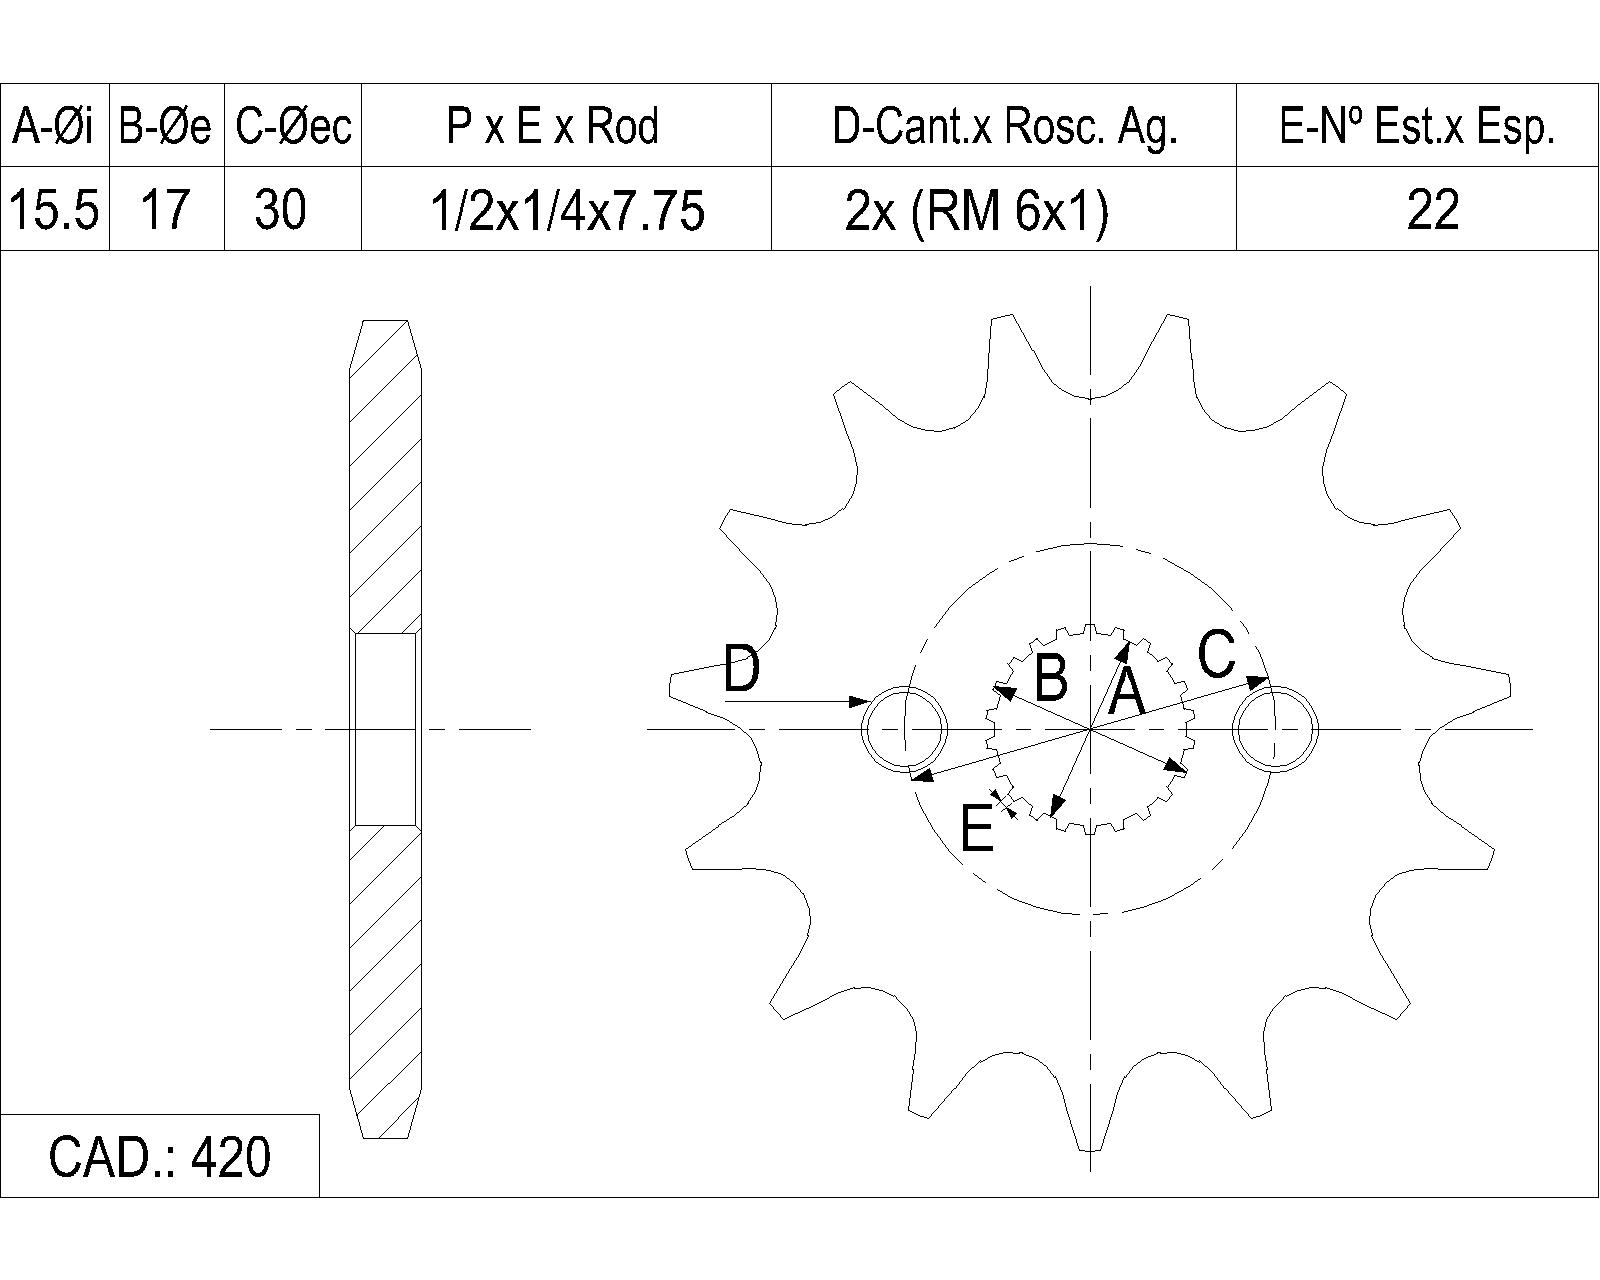 A-Øi B-Øe C-Øec P x E x Rod D-Cant.x Rosc. Ag. E-Nº Est.x Esp.
15.5 17 30 1/2x1/4x7.75 2x (RM 6x1) 22
D
B
A
C
E
CAD.: 420